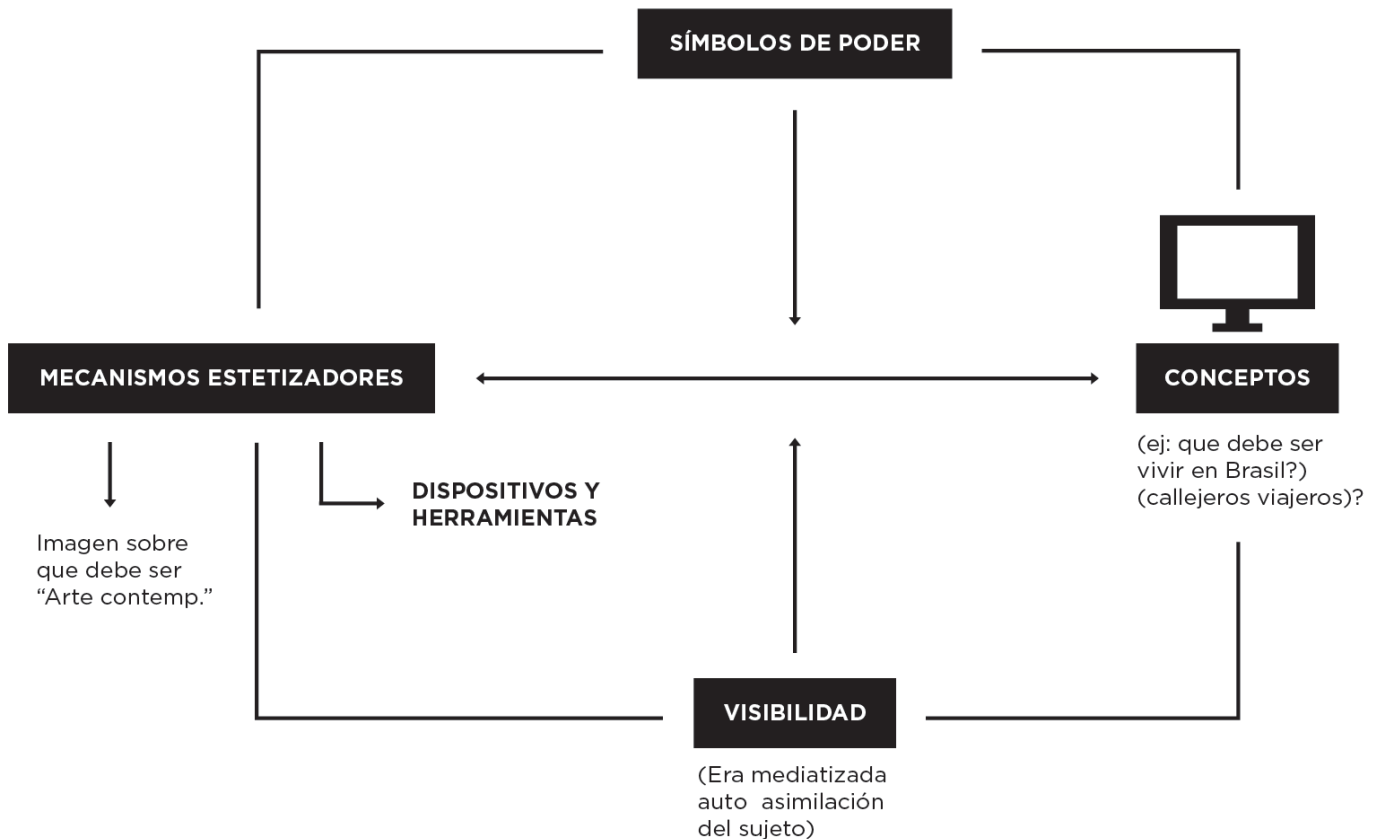 SÍMBOLOS DE PODER
MECANISMOS ESTETIZADORES
CONCEPTOS
(ej: que debe ser
vivir en Brasil?)
(callejeros viajeros)?
DISPOSITIVOS Y
HERRAMIENTAS
Imagen sobre
que debe ser
“Arte contemp.”
VISIBILIDAD
(Era mediatizada
auto asimilación
del sujeto)